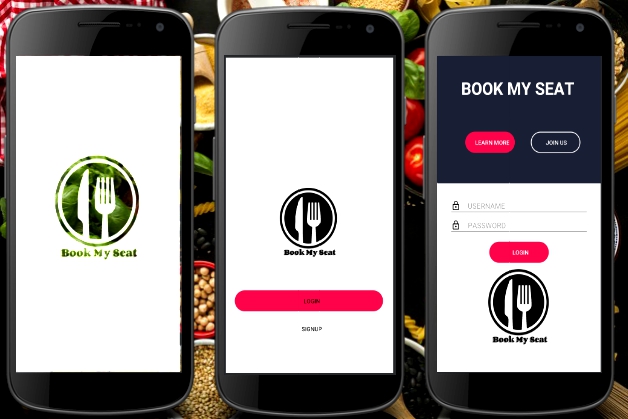 Book My Seat
Book My Seat
LOGIN
SIGNUP
BOOK MY SEAT
LEARN MORE
JOIN US
USERNAME
PASSWORD
LOGIN
Book My Seat